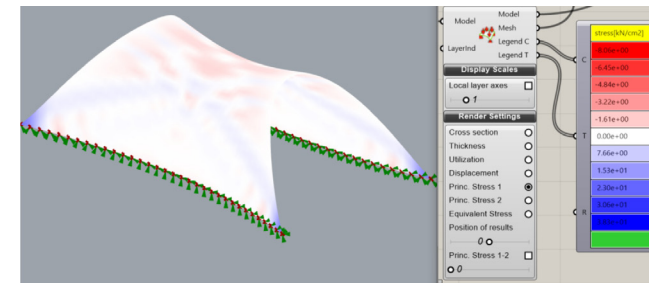 Model
Model
Mesh
Legend C
LayerInd
Legend T
Display Scales
Local layer axes
1
Render Settings
Cross section
Thickness
Utilization
Displacement
Princ. Stress 1
Princ. Stress 2
Equivalent Stress
Position of results
0
Princ. Stress 1-2
0
stress[kN/cm2]
C
-6.45e+00
-4.84e+00
-3.22e+00
-1.61e+00
T
0.00e+00
7.66e+00
1.53e+01
2.30e+01
R
3.06e+01